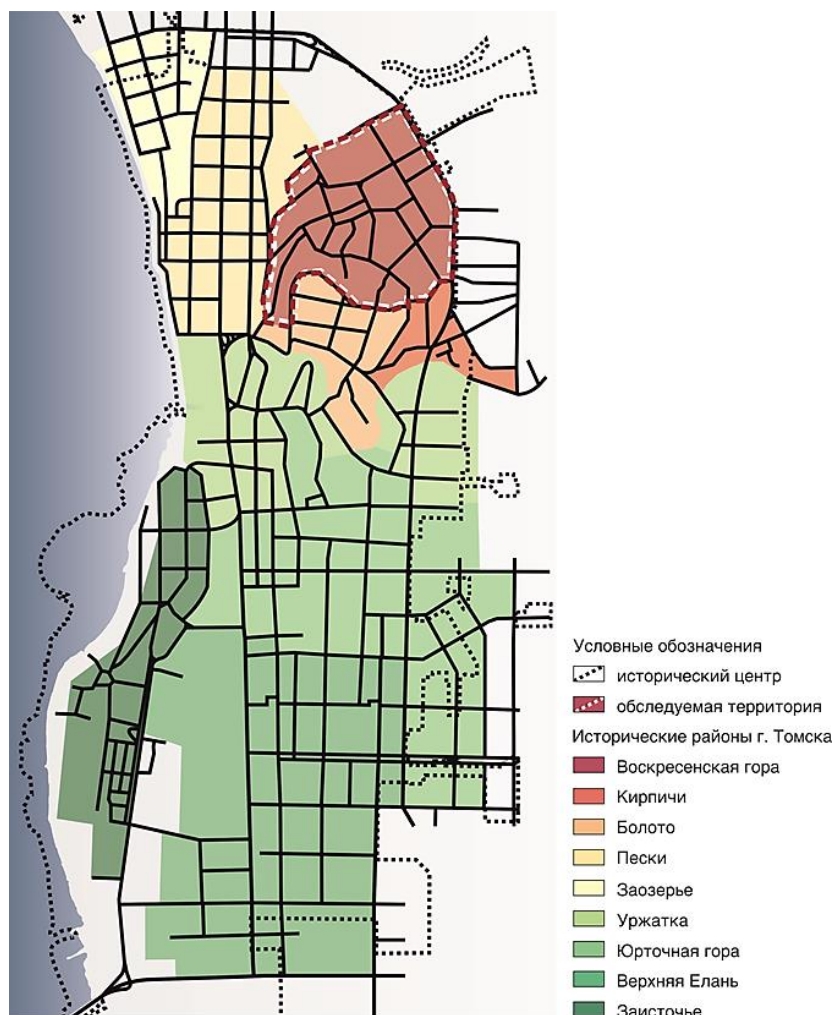 Условные обозначения
исторический центр
обследуемая территория
Исторические районы г. Томска
Воскресенская гора
Кирпичи
Болото
Пески
Заозерье
Уржатка
Юрточная гора
Верхняя Елань
Заисточье